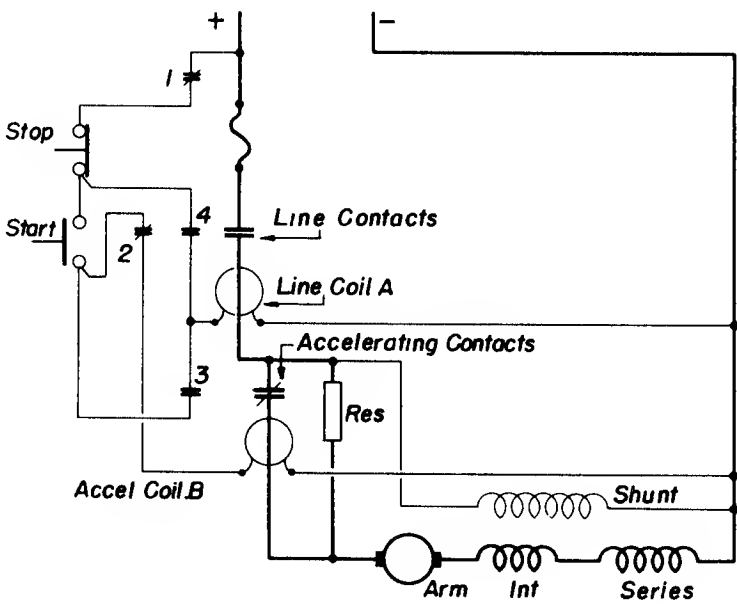 + −
1
Stop
Start
2
4
Line Contacts
Line Coil A
3
Accelerating Contacts
Res
Accel Coil.B
Shunt
Arm Int Series